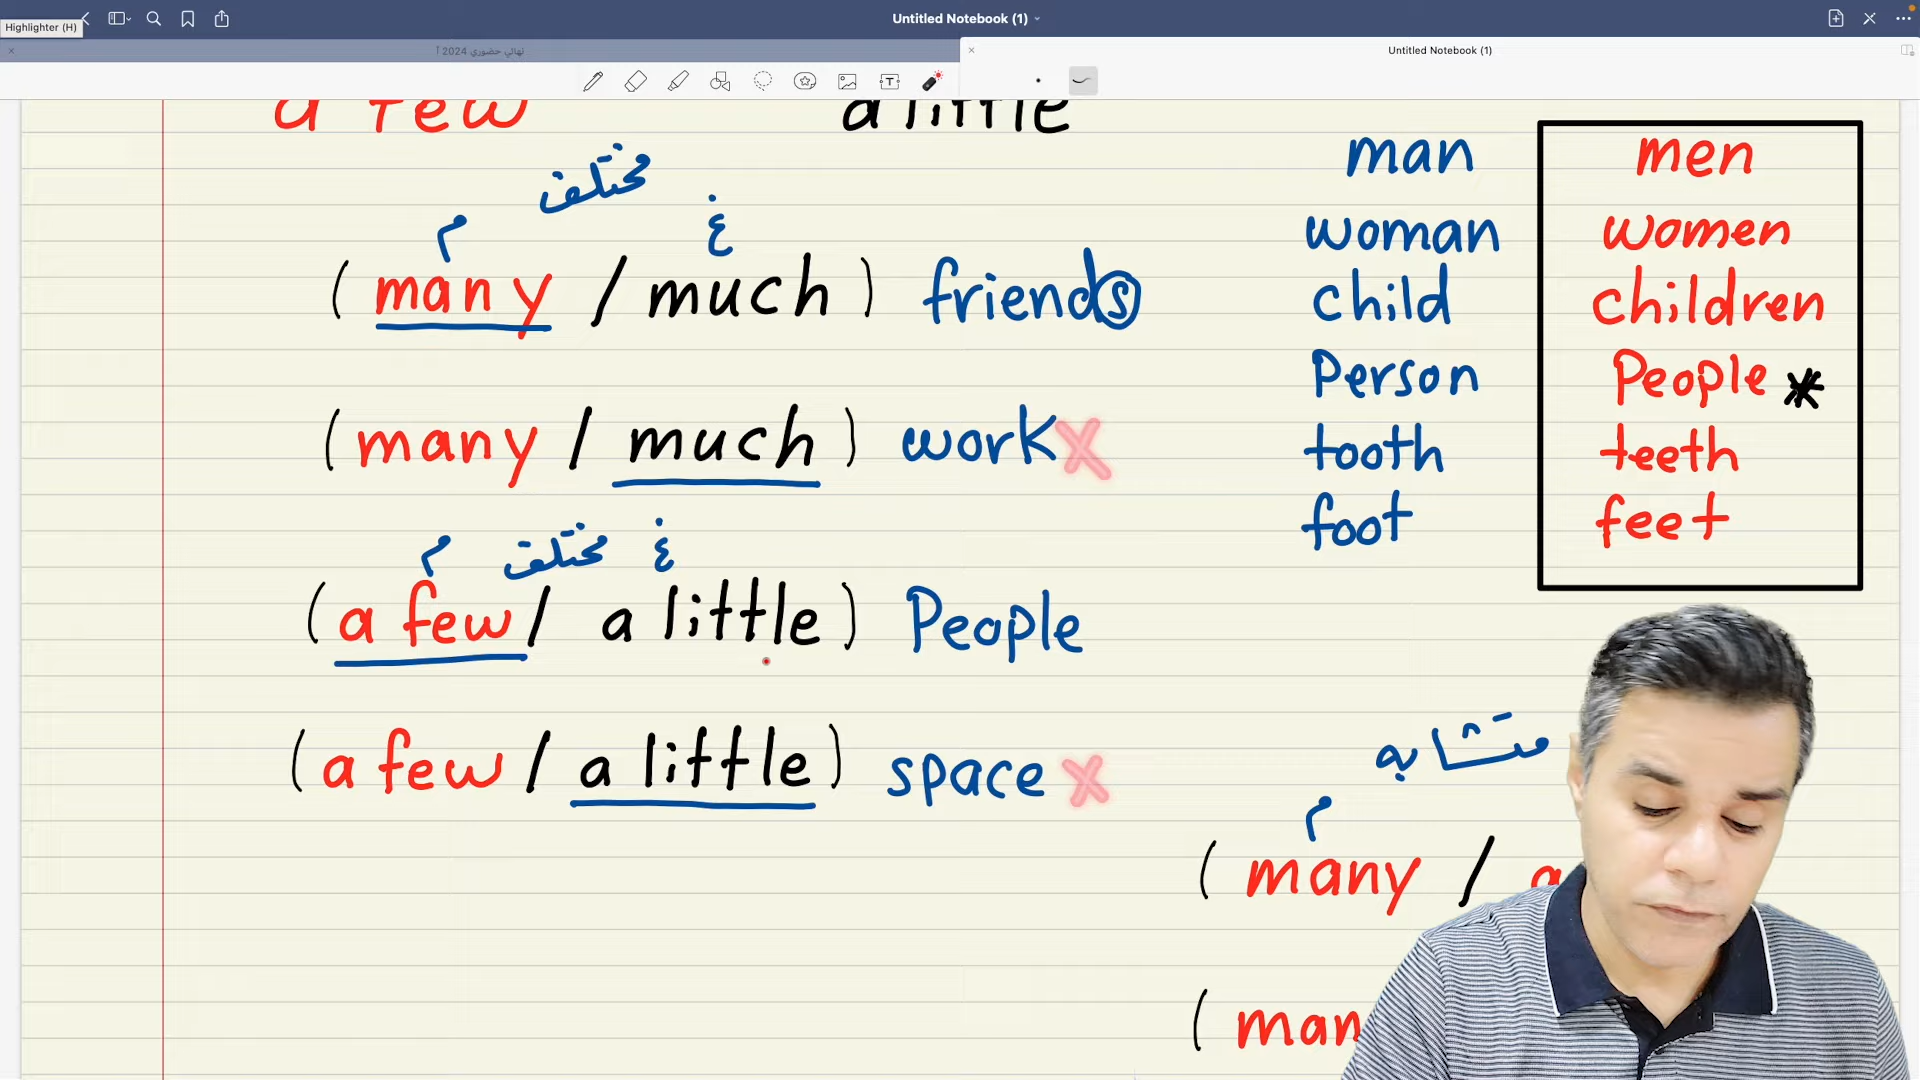 Highlighter (H)
Untitled Notebook (1)
نهائي حضوري 2024 أ
Untitled Notebook (1)
a few a little
man men
مختلف
م غ
woman women
( many / much ) friends
child children
Person People *
( many / much ) work X
tooth teeth
foot feet
م مختلف غ
( a few / a little ) People
متشابه
( a few / a little ) space X
م
( many / a
( man